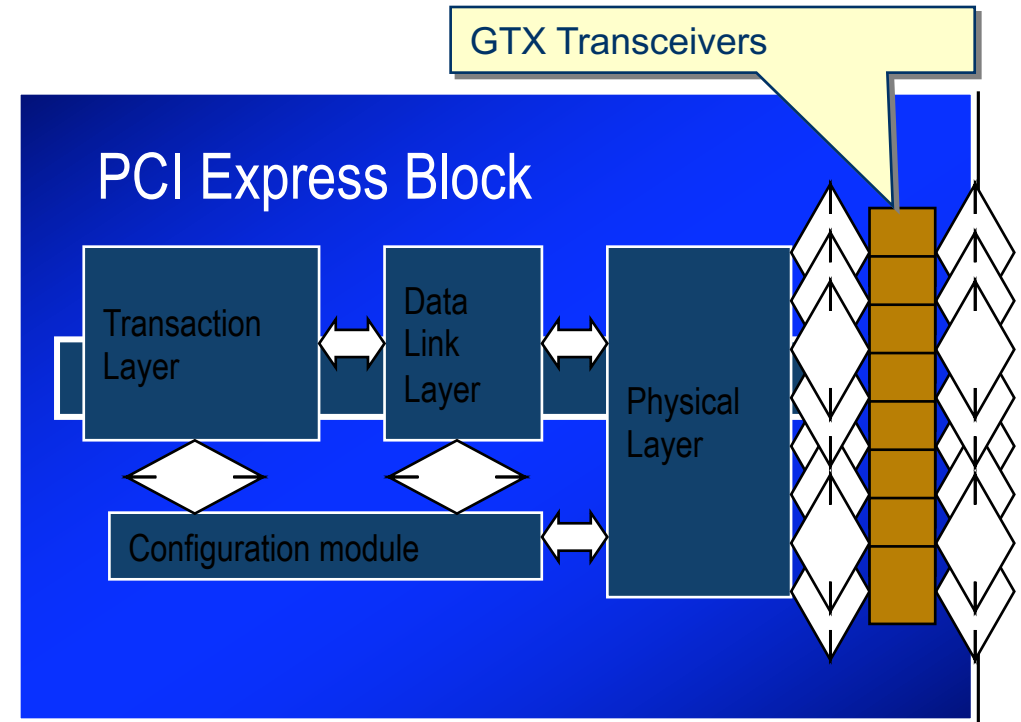 GTX Transceivers
PCI Express Block
Transaction
Layer
Data
Link
Layer
Physical
Layer
Configuration module